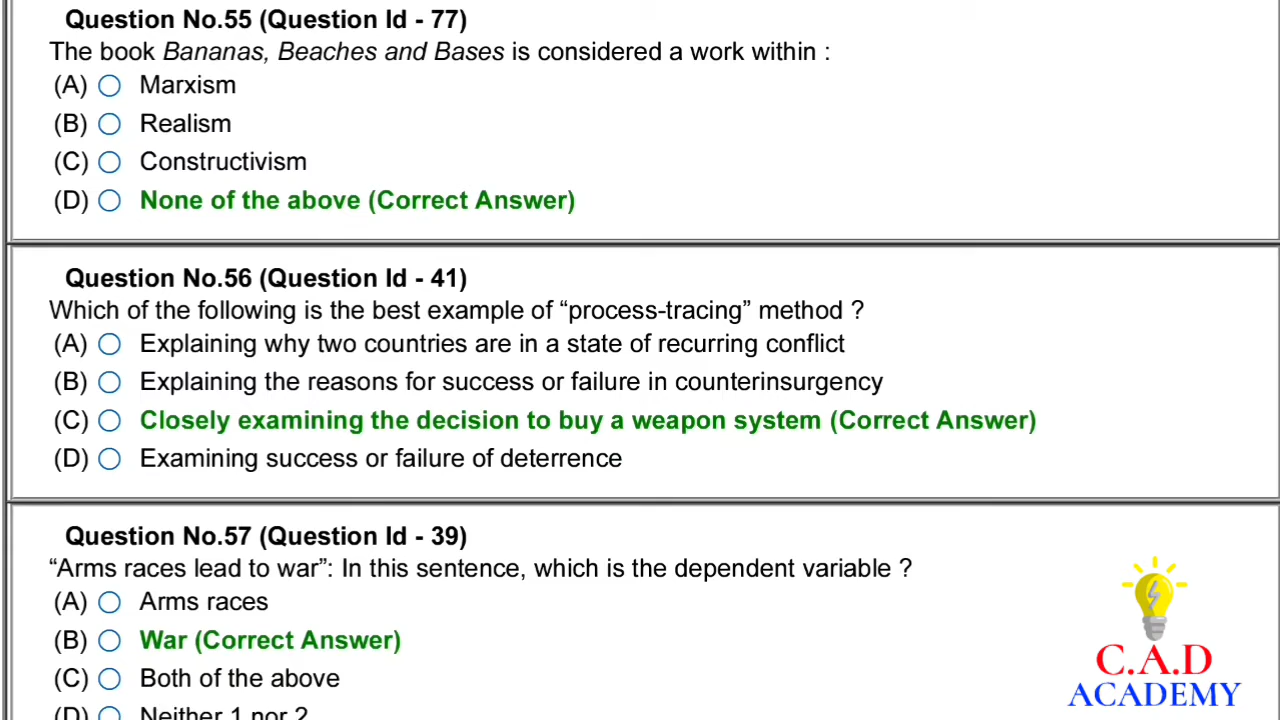 Question No.55 (Question Id - 77)
The book Bananas, Beaches and Bases is considered a work within :
(A) Marxism
(B) Realism
(C) Constructivism
(D) None of the above (Correct Answer)
Question No.56 (Question Id - 41)
Which of the following is the best example of “process-tracing” method ?
(A) Explaining why two countries are in a state of recurring conflict
(B) Explaining the reasons for success or failure in counterinsurgency
(C) Closely examining the decision to buy a weapon system (Correct Answer)
(D) Examining success or failure of deterrence
Question No.57 (Question Id - 39)
“Arms races lead to war”: In this sentence, which is the dependent variable ?
(A) Arms races
(B) War (Correct Answer)
(C) Both of the above
(D) Neither 1 nor 2
C.A.D
ACADEMY